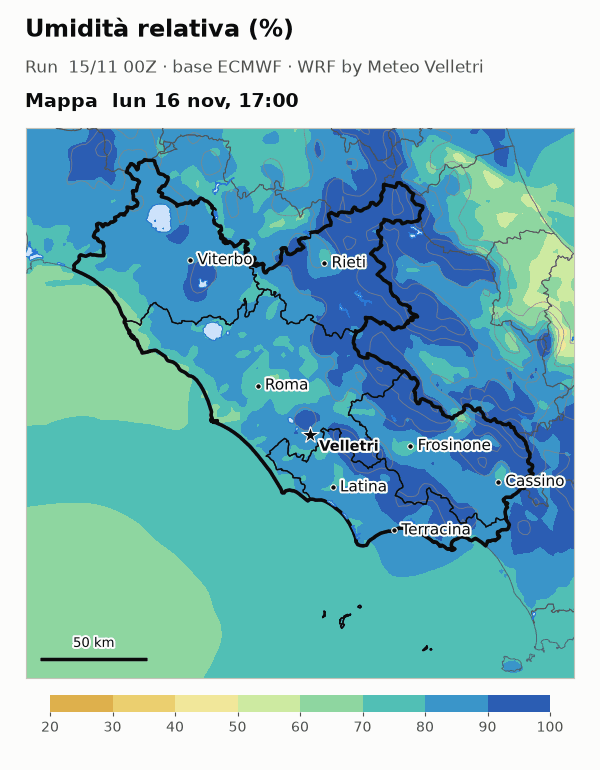 Umidità relativa (%)
Run 15/11 00Z · base ECMWF · WRF by Meteo Velletri
Mappa lun 16 nov, 17:00
Viterbo
Rieti
Roma
Velletri
Frosinone
Cassino
Latina
Terracina
50 km
20 30 40 50 60 70 80 90 100